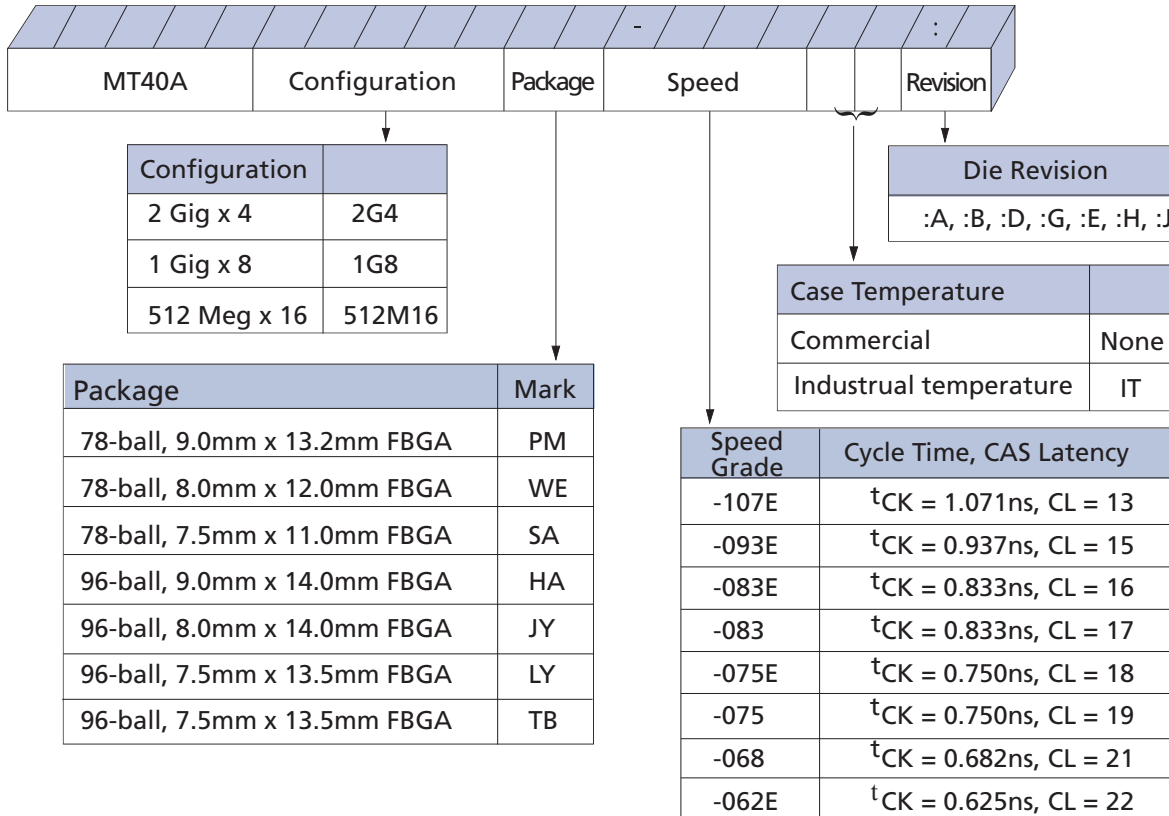 - :
MT40A Configuration Package Speed Revision
Configuration
2 Gig x 4 2G4
1 Gig x 8 1G8
512 Meg x 16 512M16
Die Revision
:A, :B, :D, :G, :E, :H, :J
Case Temperature
Commercial None
Industrual temperature IT
Package Mark
78-ball, 9.0mm x 13.2mm FBGA PM
78-ball, 8.0mm x 12.0mm FBGA WE
78-ball, 7.5mm x 11.0mm FBGA SA
96-ball, 9.0mm x 14.0mm FBGA HA
96-ball, 8.0mm x 14.0mm FBGA JY
96-ball, 7.5mm x 13.5mm FBGA LY
96-ball, 7.5mm x 13.5mm FBGA TB
Speed
Grade
Cycle Time, CAS Latency
-107E tCK = 1.071ns, CL = 13
-093E tCK = 0.937ns, CL = 15
-083E tCK = 0.833ns, CL = 16
-083 tCK = 0.833ns, CL = 17
-075E tCK = 0.750ns, CL = 18
-075 tCK = 0.750ns, CL = 19
-068 tCK = 0.682ns, CL = 21
-062E tCK = 0.625ns, CL = 22